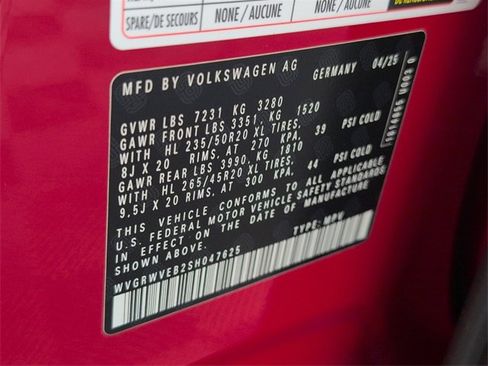 SPARE/DE SECOURS NONE / AUCUNE NONE / AUCUNE
MFD BY VOLKSWAGEN AG GERMANY 04/25
GVWR LBS 7231 KG 3280
GAWR FRONT LBS 3351, KG 1520
WITH HL 235/50R20 XL TIRES,
8J X 20 RIMS, AT 270 KPA, 39 PSI COLD
GAWR REAR LBS 3990, KG 1810
WITH HL 265/45R20 XL TIRES,
9.5J X 20 RIMS, AT 300 KPA, 44 PSI COLD
THIS VEHICLE CONFORMS TO ALL APPLICABLE
U.S. FEDERAL MOTOR VEHICLE SAFETY STANDARDS
IN EFFECT ON THE DATE OF MANUFACTURE
SHOWN ABOVE.
WVGRWVEB2SH047625 TYPE: MPV